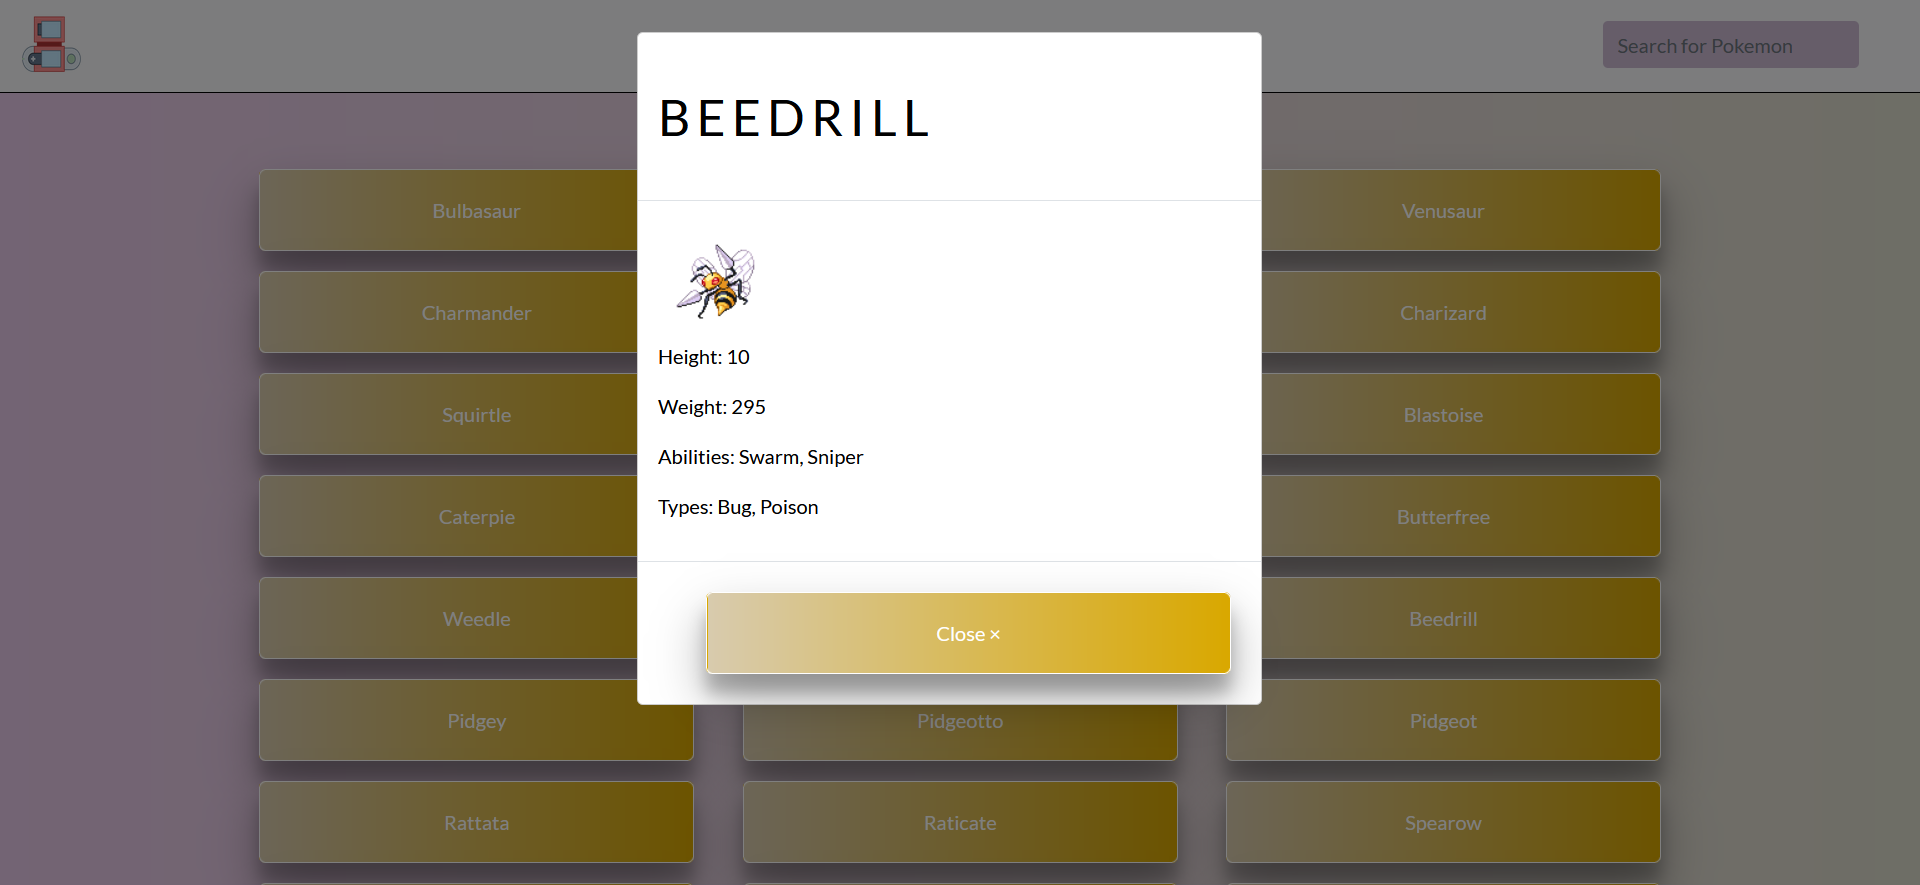 Search for Pokemon
BEEDRILL
Height: 10
Weight: 295
Abilities: Swarm, Sniper
Types: Bug, Poison
Close ×
Bulbasaur
Venusaur
Charmander
Charizard
Squirtle
Blastoise
Caterpie
Butterfree
Weedle
Beedrill
Pidgey
Pidgeotto
Pidgeot
Rattata
Raticate
Spearow